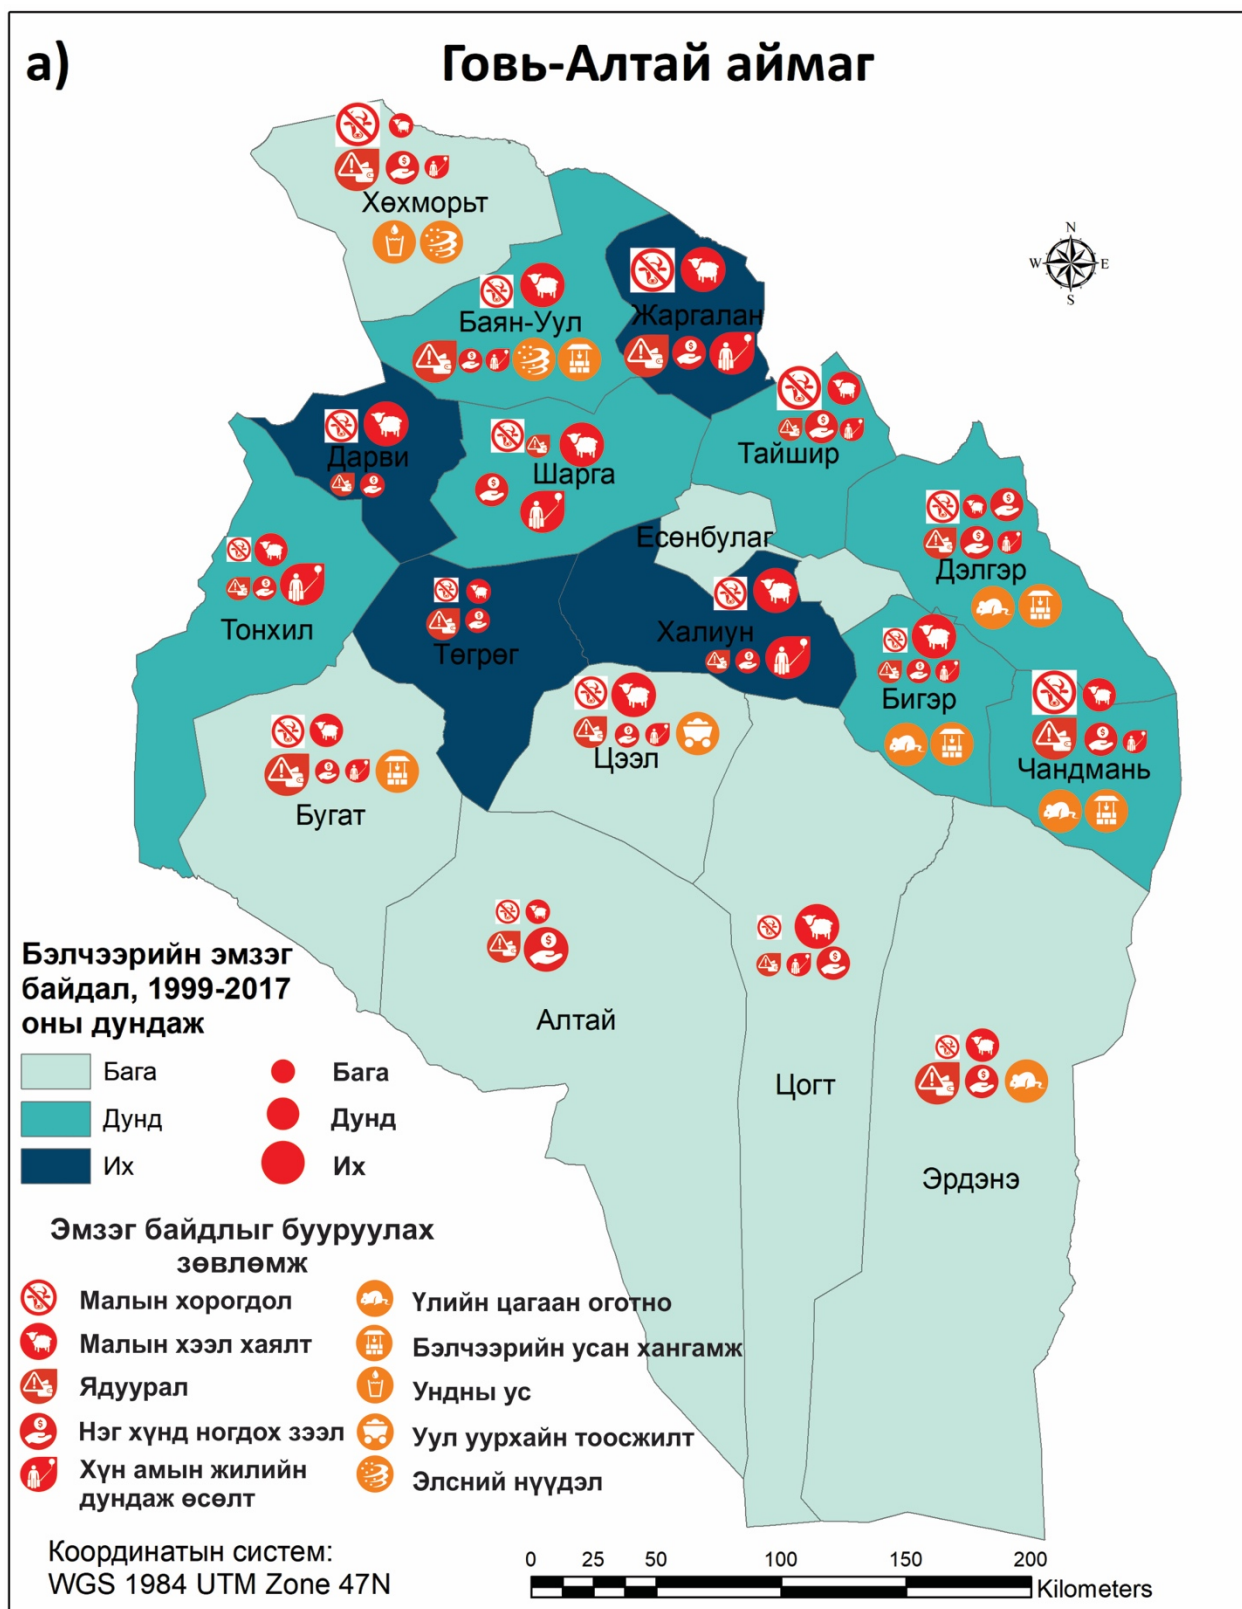 а)
Говь-Алтай аймаг
N
W E
S
Хөхморьт
Баян-Уул
Жаргалан
Дарви
Шарга
Тайшир
Есөнбулаг
Дэлгэр
Тонхил
Төгрөг
Халиун
Бигэр
Цээл
Чандмань
Бугат
Алтай
Цогт
Эрдэнэ
Бэлчээрийн эмзэг
байдал, 1999-2017
оны дундаж
Бага Бага
Дунд Дунд
Их Их
Эмзэг байдлыг бууруулах
зөвлөмж
Малын хорогдол
Малын хээл хаялт
Ядуурал
Нэг хүнд ногдох зээл
Хүн амын жилийн
дундаж өсөлт
Үлийн цагаан оготно
Бэлчээрийн усан хангамж
Ундны ус
Уул уурхайн тоосжилт
Элсний нүүдэл
Координатын систем:
WGS 1984 UTM Zone 47N
0 25 50 100 150 200
Kilometers